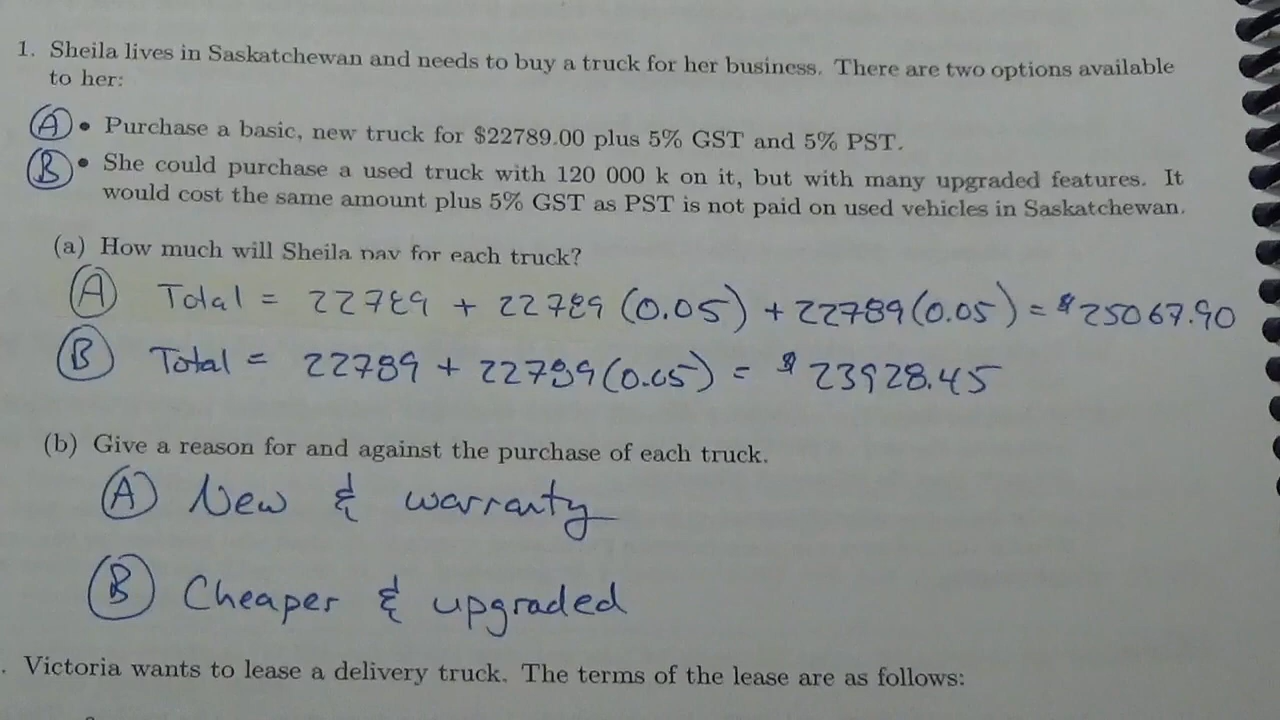 1. Sheila lives in Saskatchewan and needs to buy a truck for her business. There are two options available
to her:
A • Purchase a basic, new truck for $22789.00 plus 5% GST and 5% PST.
B • She could purchase a used truck with 120 000 k on it, but with many upgraded features. It
would cost the same amount plus 5% GST as PST is not paid on used vehicles in Saskatchewan.
(a) How much will Sheila pay for each truck?
A Total = 22789 + 22789 (0.05) + 22789(0.05) = $25067.90
B Total = 22789 + 22789(0.05) = $23928.45
(b) Give a reason for and against the purchase of each truck.
A New & warranty
B Cheaper & upgraded
. Victoria wants to lease a delivery truck. The terms of the lease are as follows: